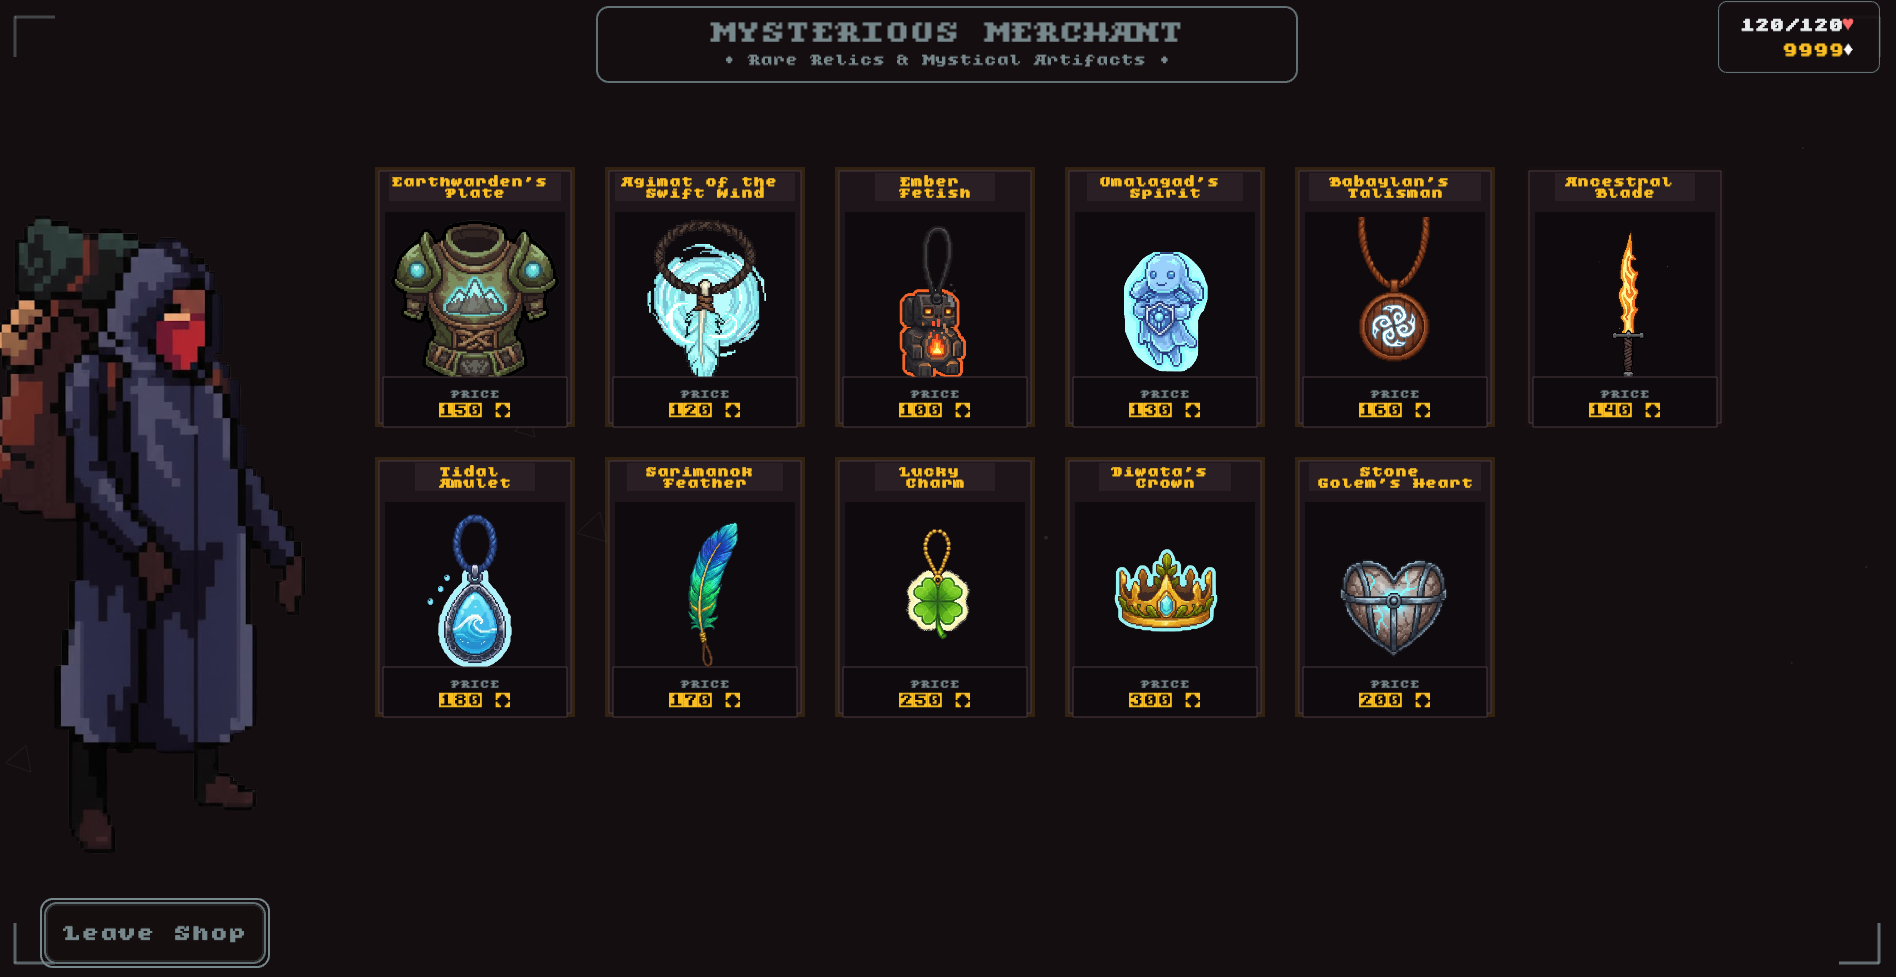 MYSTERIOUS MERCHANT
• Rare Relics & Mystical Artifacts •
120/120♥
9999♦
Earthwarden's
Plate
PRICE
150
Agimat of the
Swift Wind
PRICE
120
Ember
Fetish
PRICE
100
Umalagad's
Spirit
PRICE
130
Babaylan's
Talisman
PRICE
160
Ancestral
Blade
PRICE
140
Tidal
Amulet
PRICE
180
Sarimanok
Feather
PRICE
170
Lucky
Charm
PRICE
250
Diwata's
Crown
PRICE
300
Stone
Golem's Heart
PRICE
200
Leave Shop